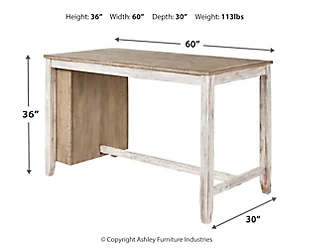 Height: 36" Width: 60" Depth: 30" Weight: 113lbs
60"
36"
30"
Copyright Ashley Furniture Industries